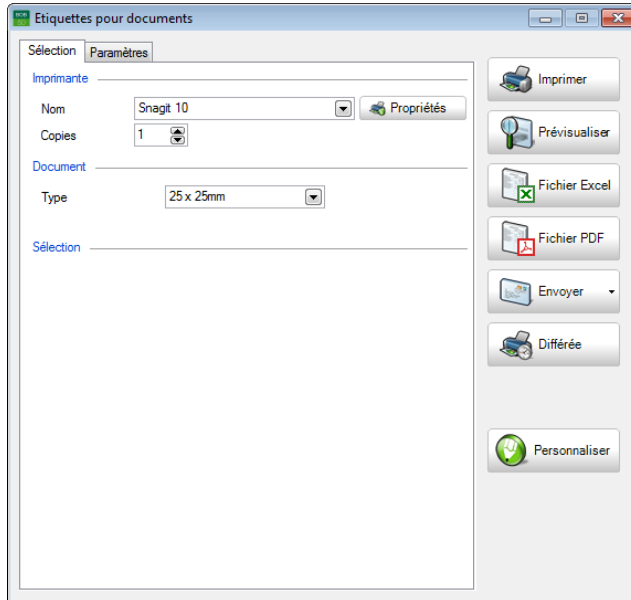 Etiquettes pour documents
Sélection Paramètres
Imprimante
Nom Snagit 10 Propriétés
Copies 1
Document
Type 25 x 25mm
Sélection
Imprimer
Prévisualiser
Fichier Excel
Fichier PDF
Envoyer
Différée
Personnaliser